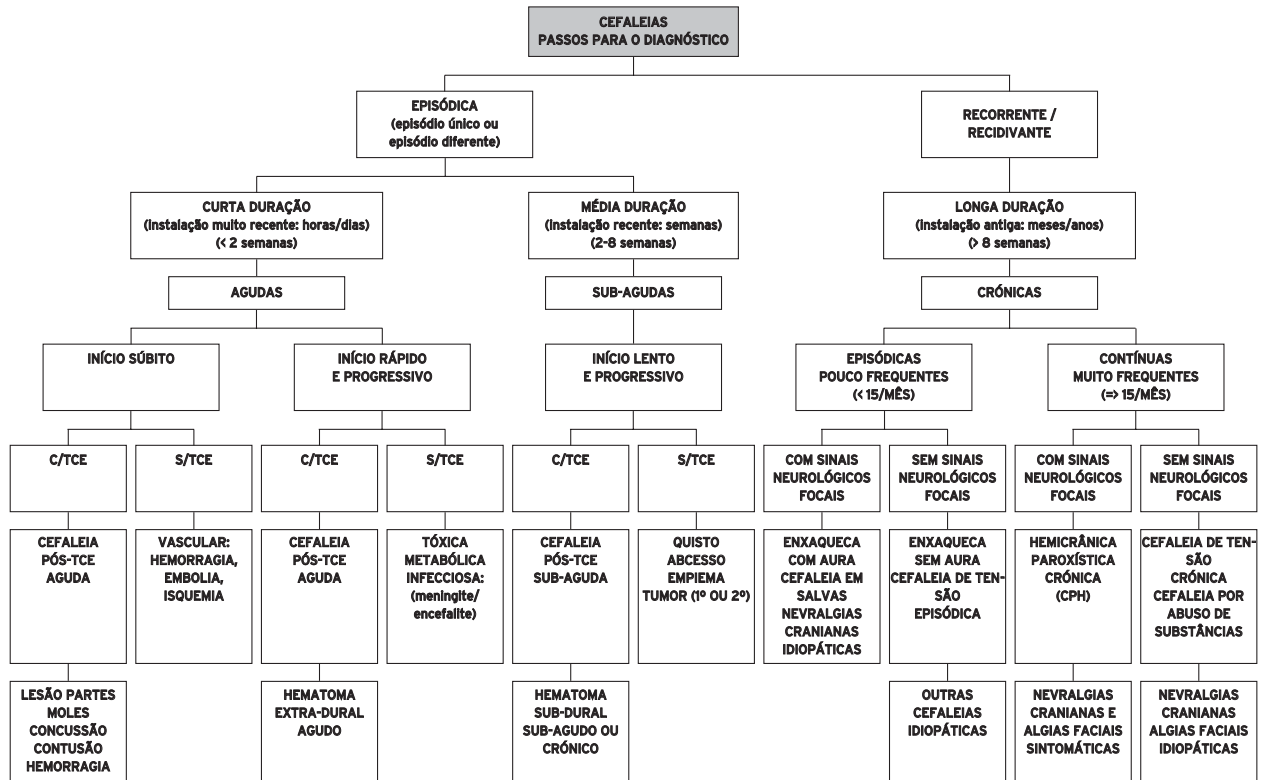 CEFALEIAS
PASSOS PARA O DIAGNÓSTICO
EPISÓDICA
(episódio único ou
episódio diferente)
RECORRENTE /
RECIDIVANTE
CURTA DURAÇÃO
(instalação muito recente: horas/dias)
(< 2 semanas)
MÉDIA DURAÇÃO
(instalação recente: semanas)
(2-8 semanas)
LONGA DURAÇÃO
(instalação antiga: meses/anos)
(> 8 semanas)
AGUDAS
SUB-AGUDAS
CRÓNICAS
INÍCIO SÚBITO
INÍCIO RÁPIDO
E PROGRESSIVO
INÍCIO LENTO
E PROGRESSIVO
EPISÓDICAS
POUCO FREQUENTES
(< 15/MÊS)
CONTÍNUAS
MUITO FREQUENTES
(=> 15/MÊS)
C/TCE
S/TCE
C/TCE
S/TCE
C/TCE
S/TCE
COM SINAIS
NEUROLÓGICOS
FOCAIS
SEM SINAIS
NEUROLÓGICOS
FOCAIS
COM SINAIS
NEUROLÓGICOS
FOCAIS
SEM SINAIS
NEUROLÓGICOS
FOCAIS
CEFALEIA
PÓS-TCE
AGUDA
VASCULAR:
HEMORRAGIA,
EMBOLIA,
ISQUEMIA
CEFALEIA
PÓS-TCE
AGUDA
TÓXICA
METABÓLICA
INFECCIOSA:
(meningite/
encefalite)
CEFALEIA
PÓS-TCE
SUB-AGUDA
QUISTO
ABCESSO
EMPIEMA
TUMOR (1º OU 2º)
ENXAQUECA
COM AURA
CEFALEIA EM
SALVAS
NEVRALGIAS
CRANIANAS
IDIOPÁTICAS
ENXAQUECA
SEM AURA
CEFALEIA DE TEN-
SÃO
EPISÓDICA
HEMICRÂNICA
PAROXÍSTICA
CRÓNICA
(CPH)
CEFALEIA DE TEN-
SÃO
CRÓNICA
CEFALEIA POR
ABUSO DE
SUBSTÂNCIAS
LESÃO PARTES
MOLES
CONCUSSÃO
CONTUSÃO
HEMORRAGIA
HEMATOMA
EXTRA-DURAL
AGUDO
HEMATOMA
SUB-DURAL
SUB-AGUDO OU
CRÓNICO
OUTRAS
CEFALEIAS
IDIOPÁTICAS
NEVRALGIAS
CRANIANAS E
ALGIAS FACIAIS
SINTOMÁTICAS
NEVRALGIAS
CRANIANAS
ALGIAS FACIAIS
IDIOPÁTICAS